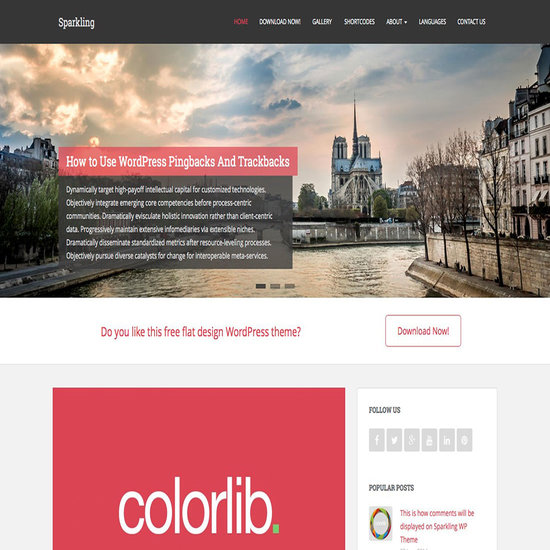 Sparkling
HOME DOWNLOAD NOW! GALLERY SHORTCODES ABOUT LANGUAGES CONTACT US
How to Use WordPress Pingbacks And Trackbacks
Dynamically target high-payoff intellectual capital for customized technologies.
Objectively integrate emerging core competencies before process-centric
communities. Dramatically evisculate holistic innovation rather than client-centric
data. Progressively maintain extensive infomediaries via extensible niches.
Dramatically disseminate standardized metrics after resource-leveling processes.
Objectively pursue diverse catalysts for change for interoperable meta-services.
Do you like this free flat design WordPress theme?
Download Now!
colorlib.
FOLLOW US
POPULAR POSTS
This is how comments will be
displayed on Sparkling WP
Theme